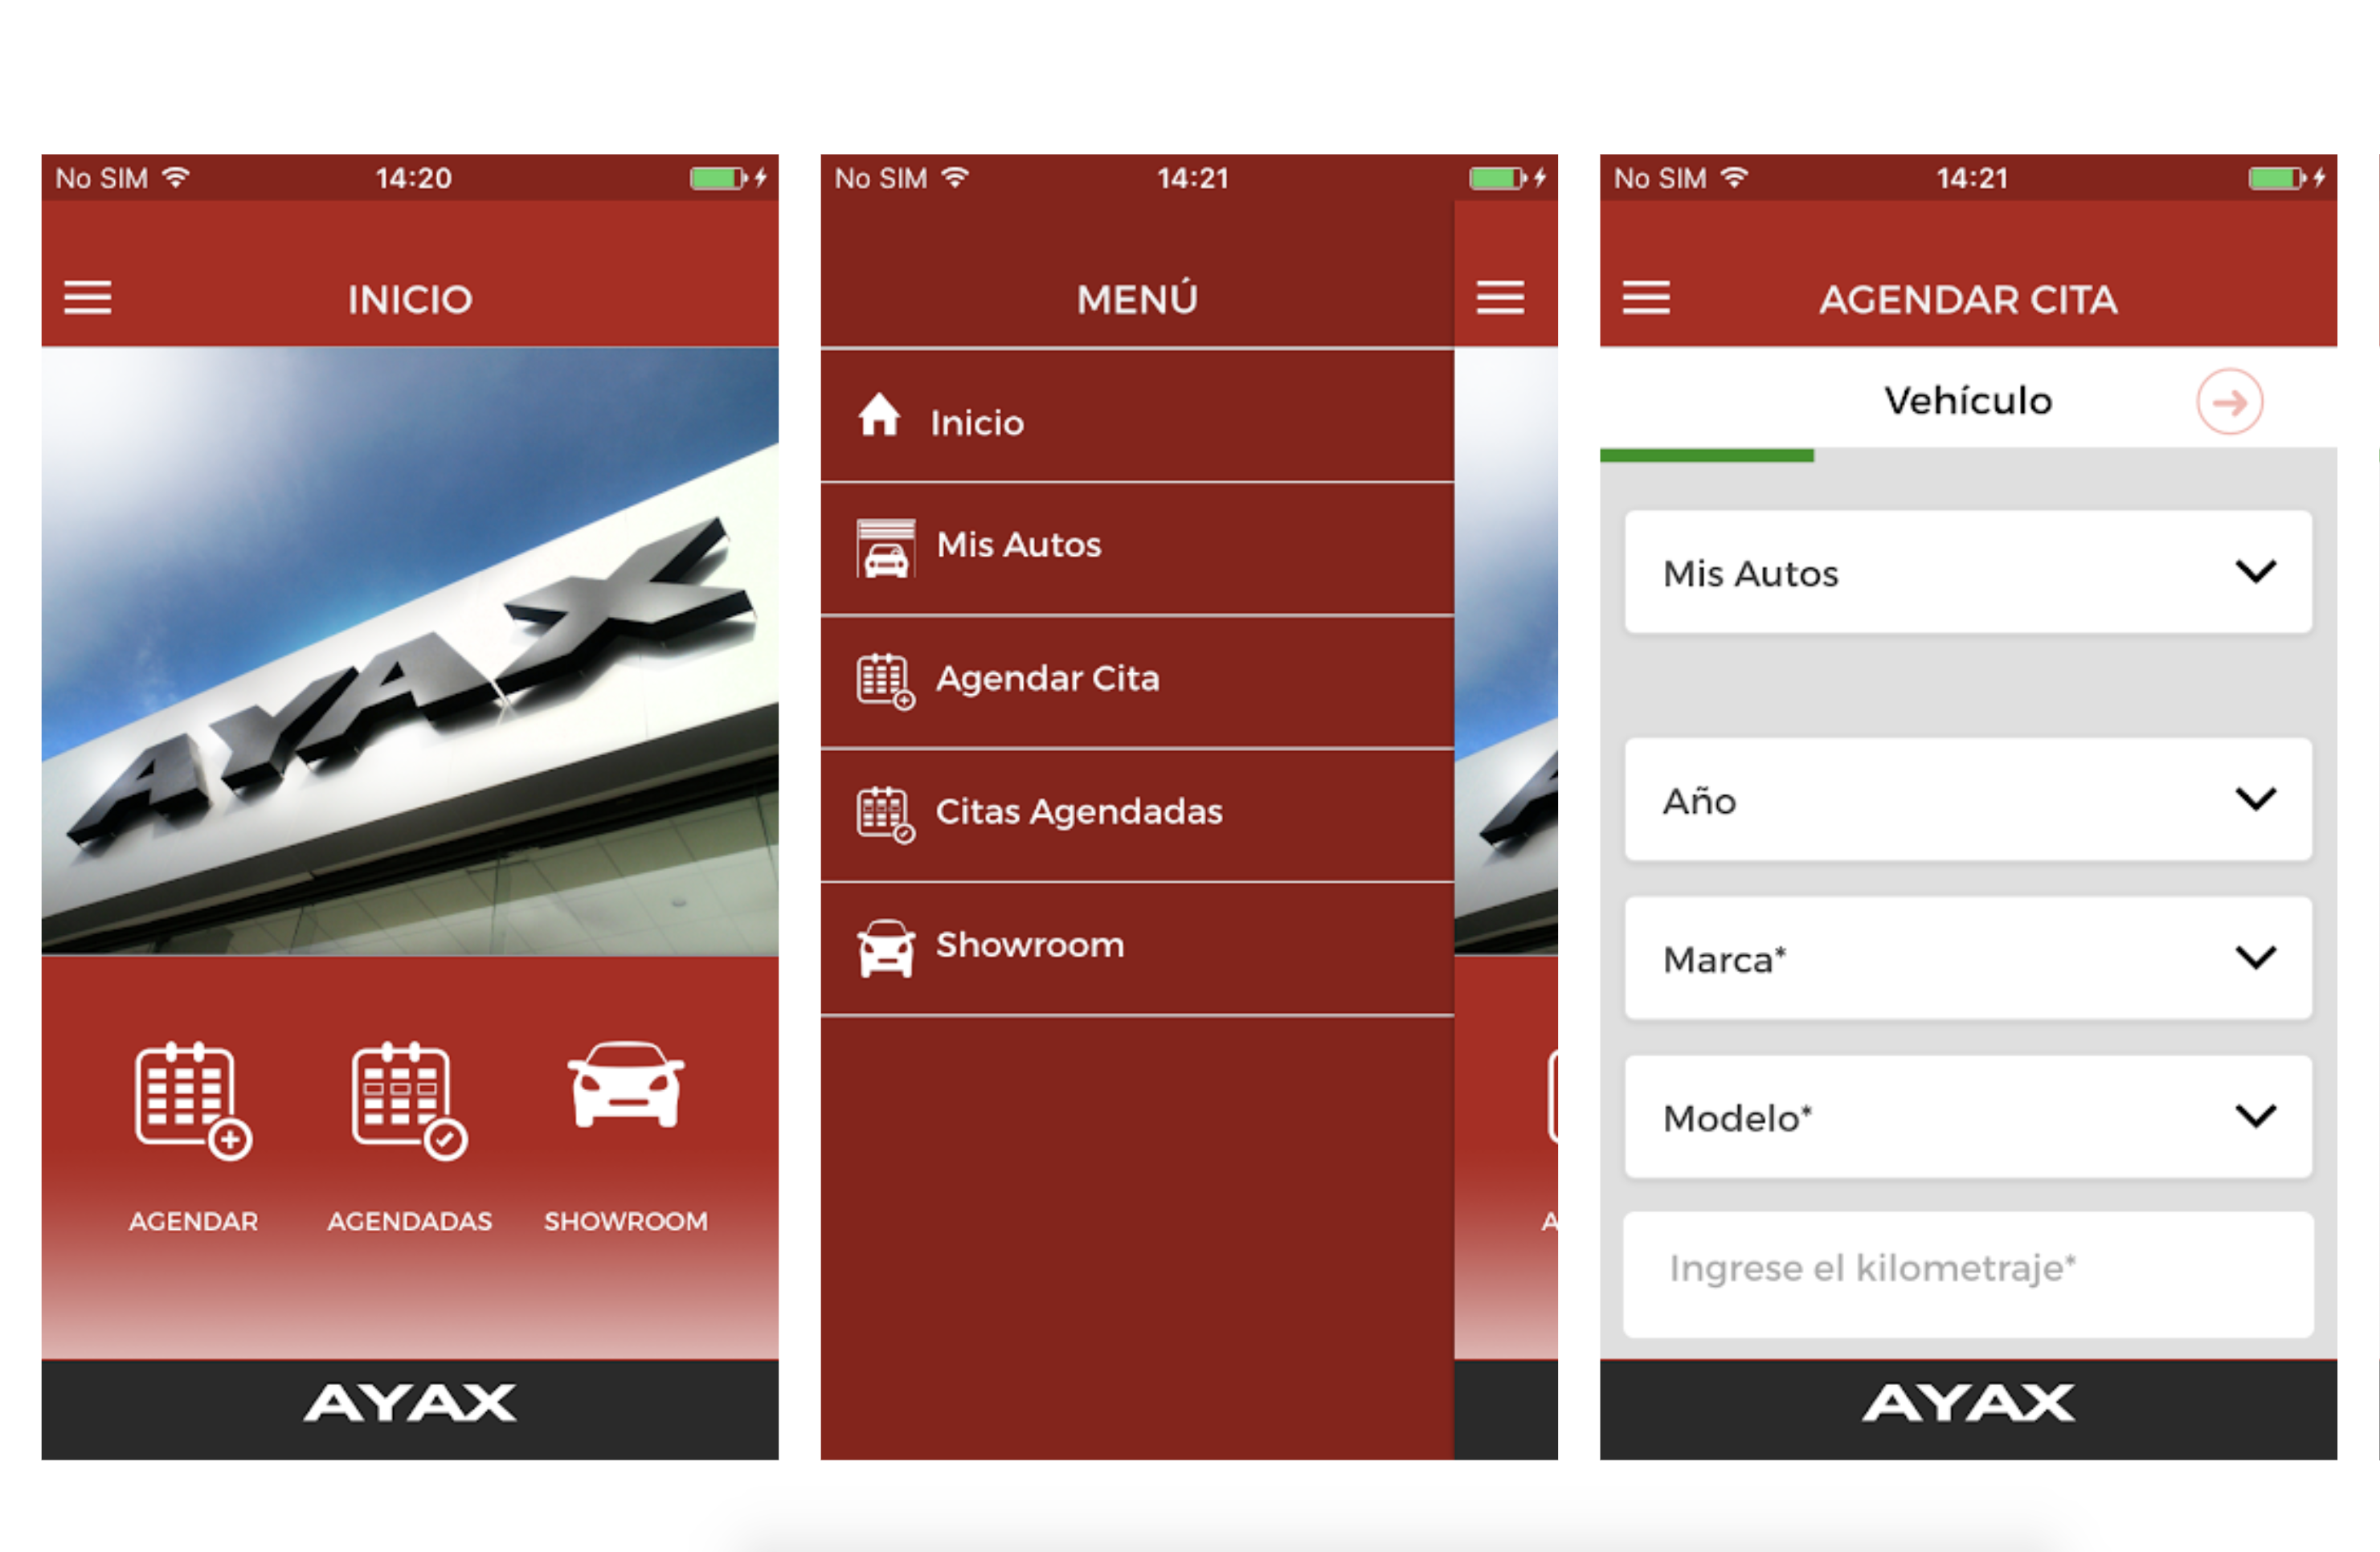 No SIM 14:20
INICIO
AYAX
AGENDAR AGENDADAS SHOWROOM
AYAX
No SIM 14:21
MENÚ
Inicio
Mis Autos
Agendar Cita
Citas Agendadas
Showroom
A
A
No SIM 14:21
AGENDAR CITA
Vehículo
Mis Autos
Año
Marca*
Modelo*
Ingrese el kilometraje*
AYAX